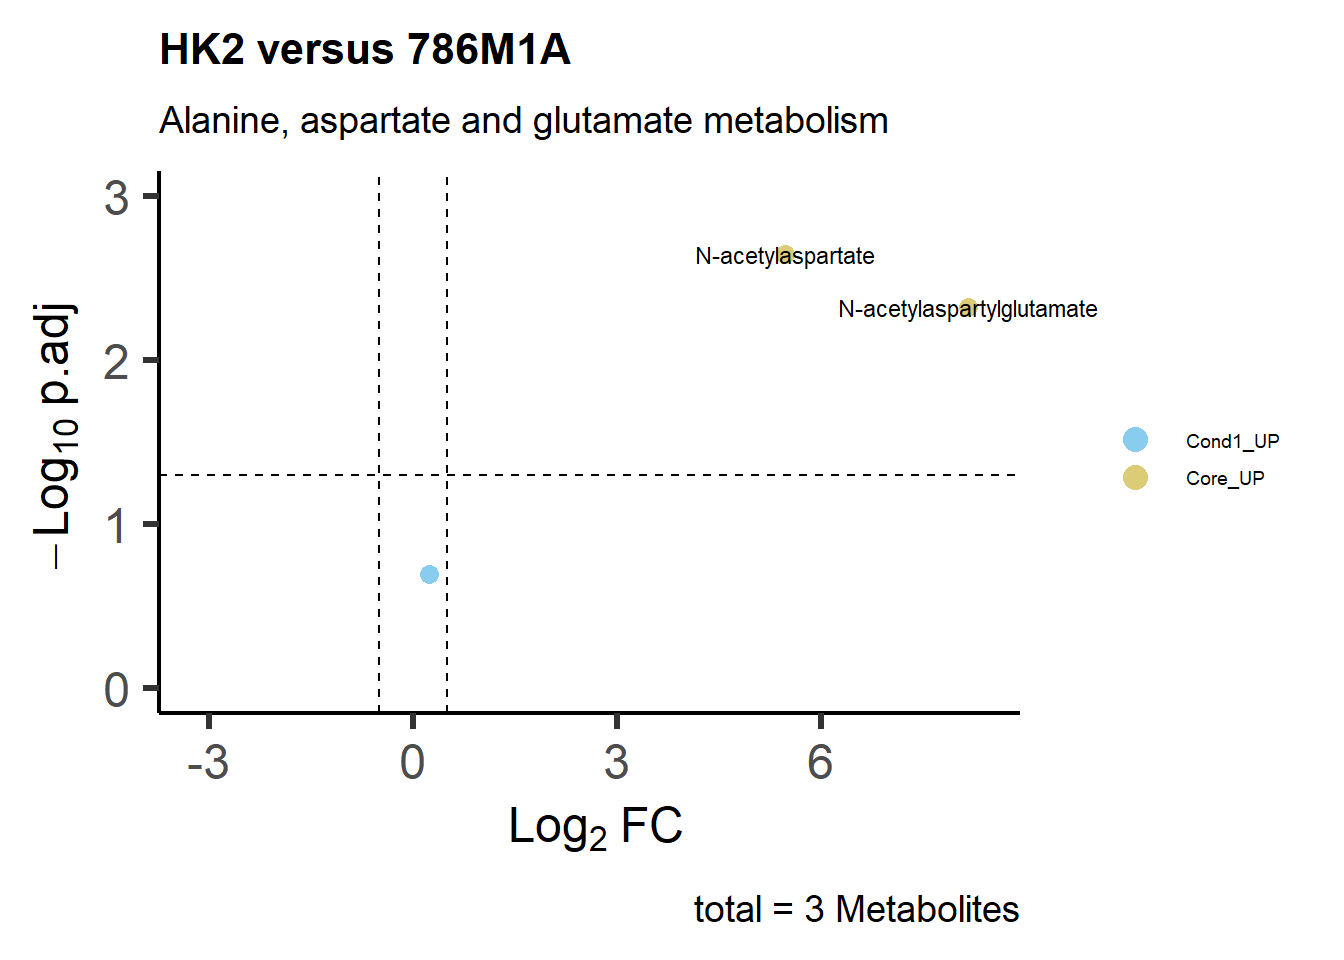 HK2 versus 786M1A
Alanine, aspartate and glutamate metabolism
−Log₁₀ p.adj
3
2
1
0
N-acetylaspartate
N-acetylaspartylglutamate
Cond1_UP
Core_UP
-3 0 3 6
Log₂ FC
total = 3 Metabolites